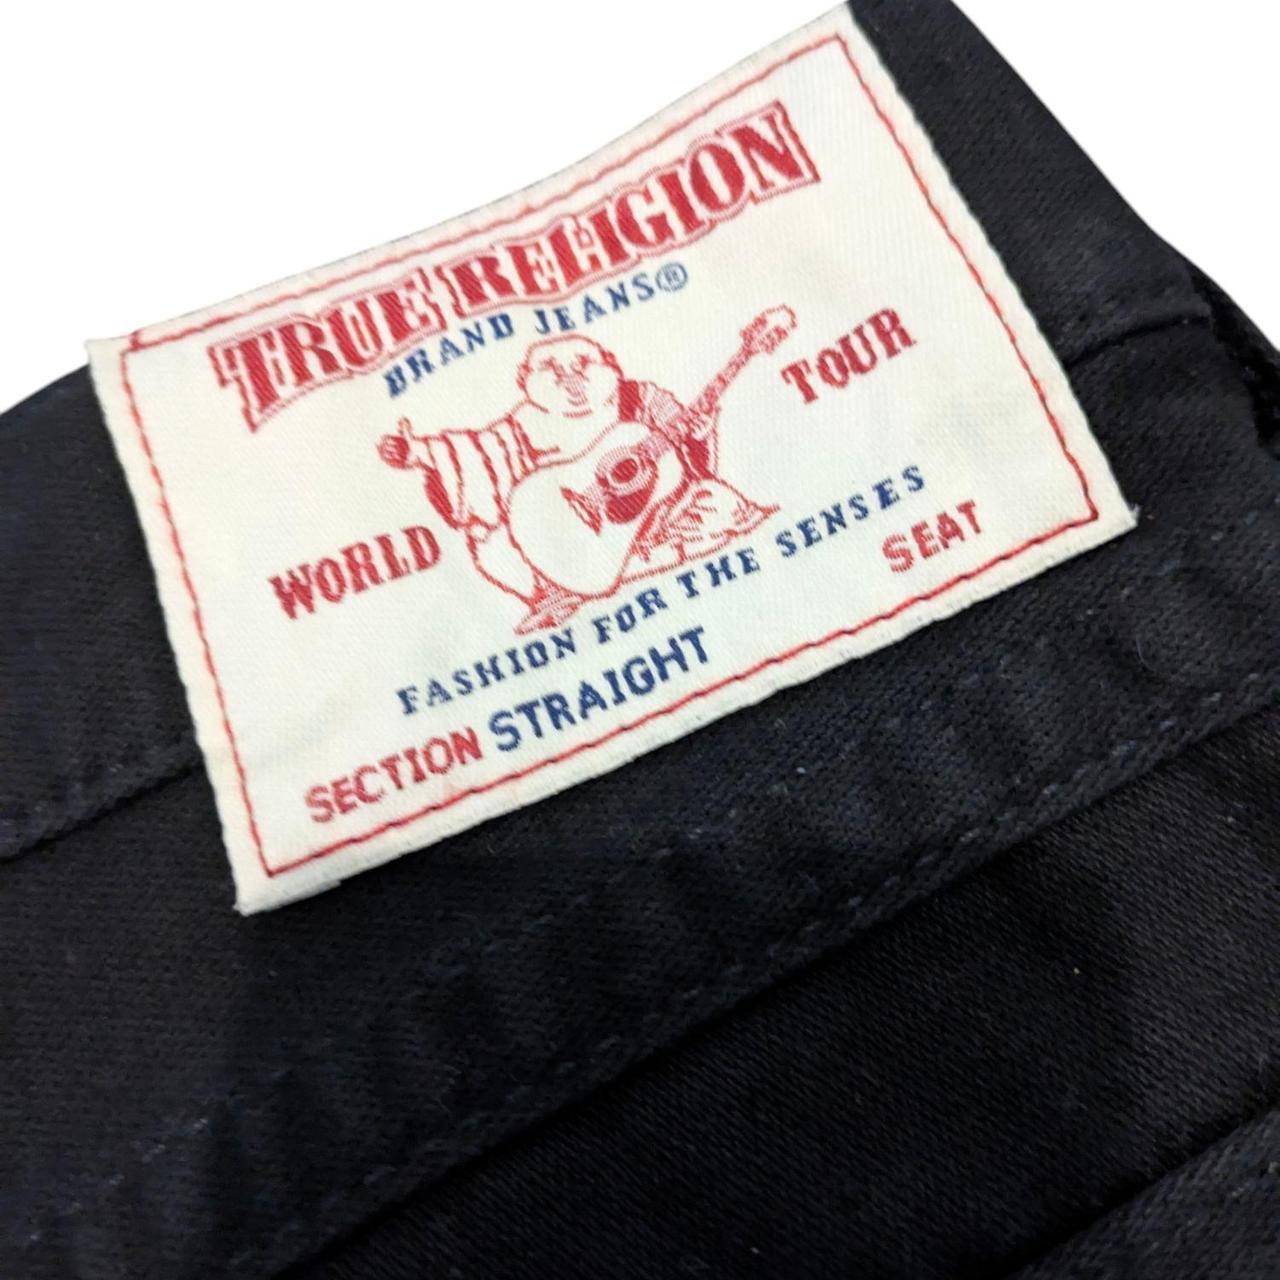 TRUE RELIGION
BRAND JEANS®
WORLD TOUR
FASHION FOR THE SENSES
SECTION STRAIGHT SEAT